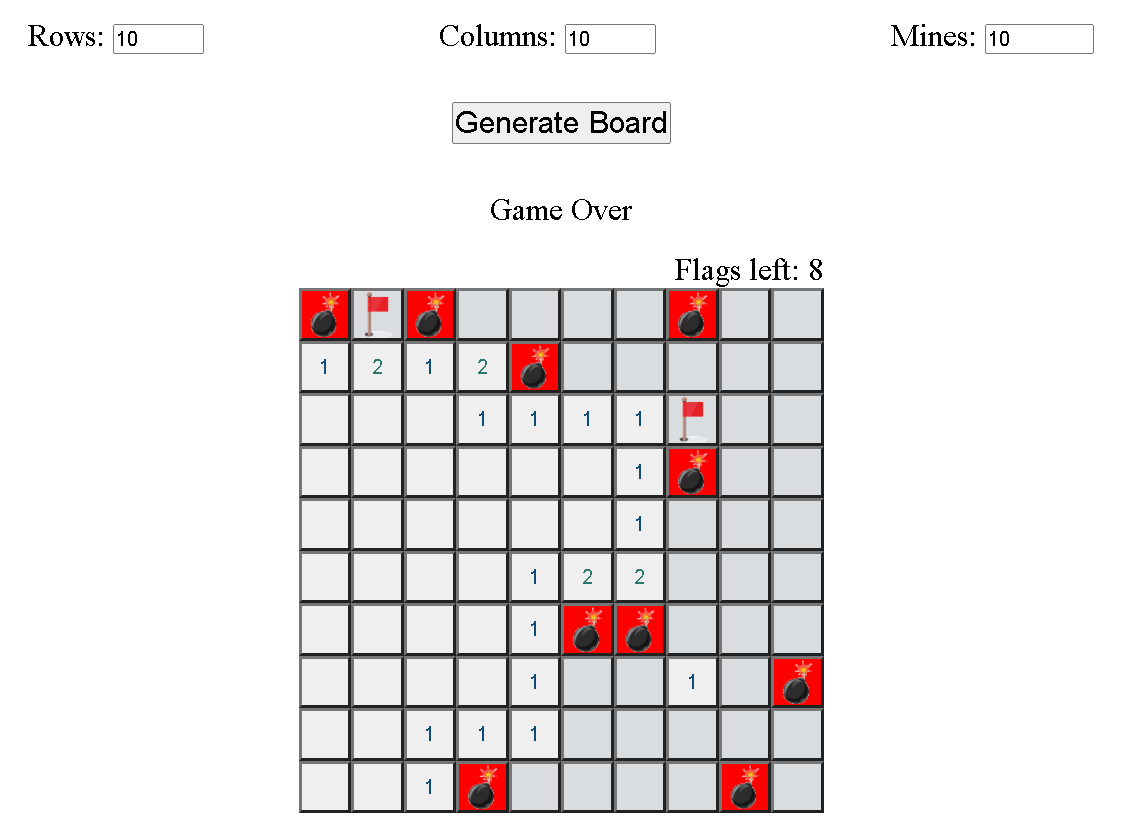 Rows: 10 Columns: 10 Mines: 10
Generate Board
Game Over
Flags left: 8
1 2 1 2
1 1 1 1
1
1
1 2 2
1
1 1
1 1 1
1